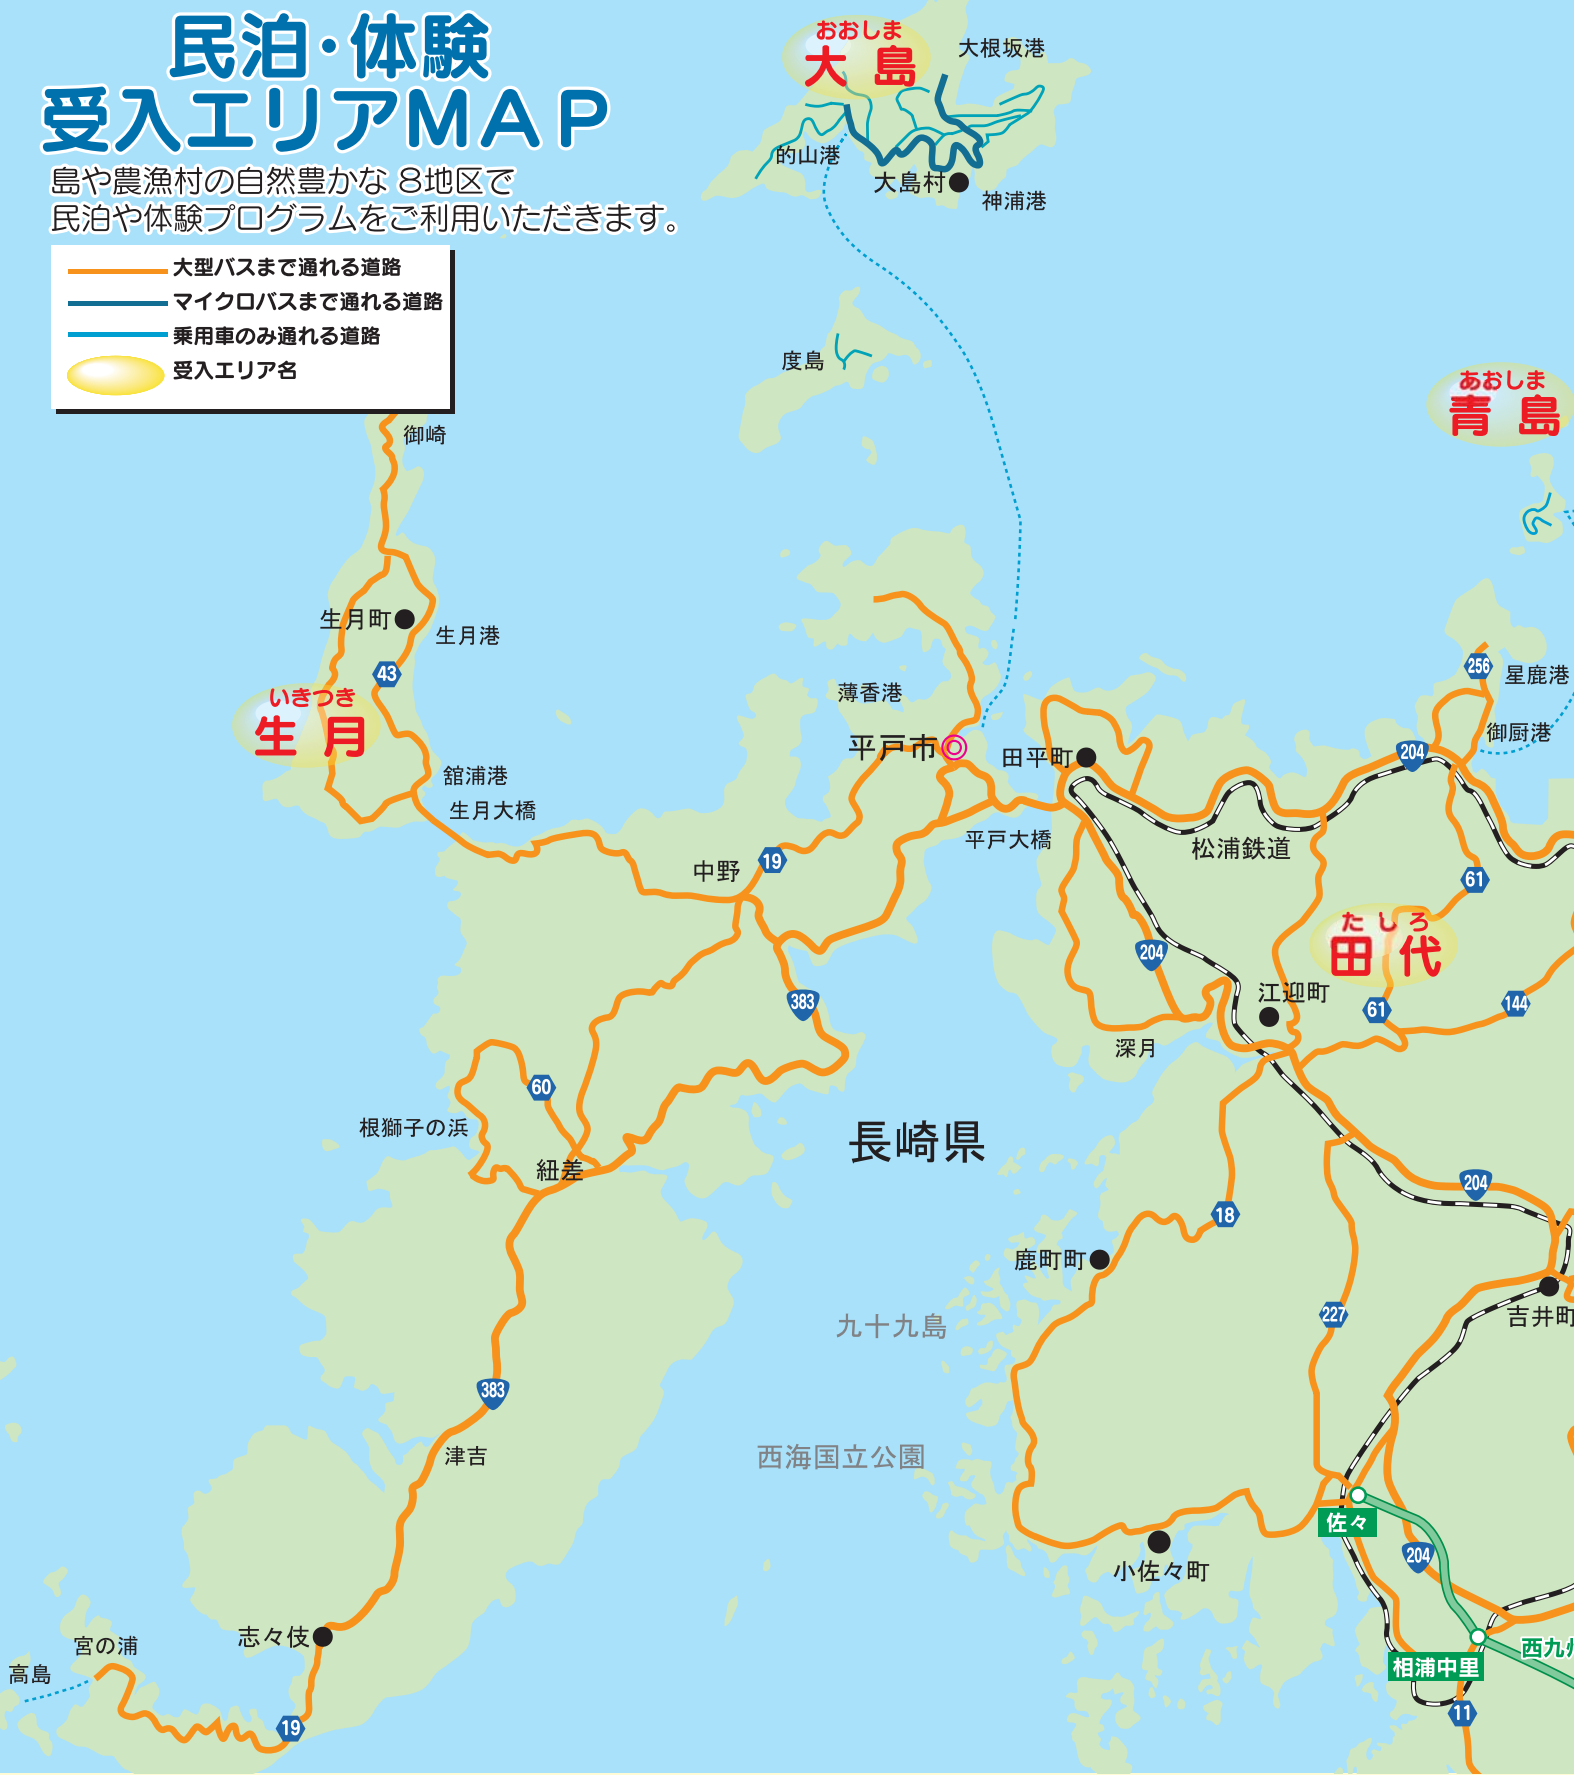 民泊・体験
受入エリアMAP
島や農漁村の自然豊かな 8地区で
民泊や体験プログラムをご利用いただきます。
大型バスまで通れる道路
マイクロバスまで通れる道路
乗用車のみ通れる道路
受入エリア名
おおしま
大島
大根坂港
的山港
大島村
神浦港
度島
あおしま
青島
御崎
生月町
生月港
43
いきつき
生月
舘浦港
生月大橋
薄香港
平戸市
田平町
平戸大橋
256
星鹿港
御厨港
204
松浦鉄道
中野
19
61
たしろ
田代
204
383
江迎町
61
144
深月
60
根獅子の浜
紐差
長崎県
204
18
鹿町町
227
吉井町
九十九島
383
津吉
西海国立公園
佐々
204
小佐々町
志々伎
宮の浦
高島
19
相浦中里
西九州
11